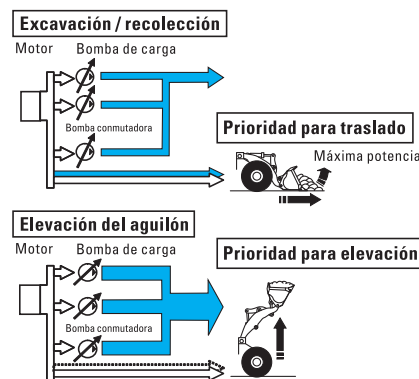 Excavación / recolección
Motor Bomba de carga
Bomba conmutadora
Prioridad para traslado
Máxima potencia
Elevación del aguilón
Motor Bomba de carga
Prioridad para elevación
Bomba conmutadora